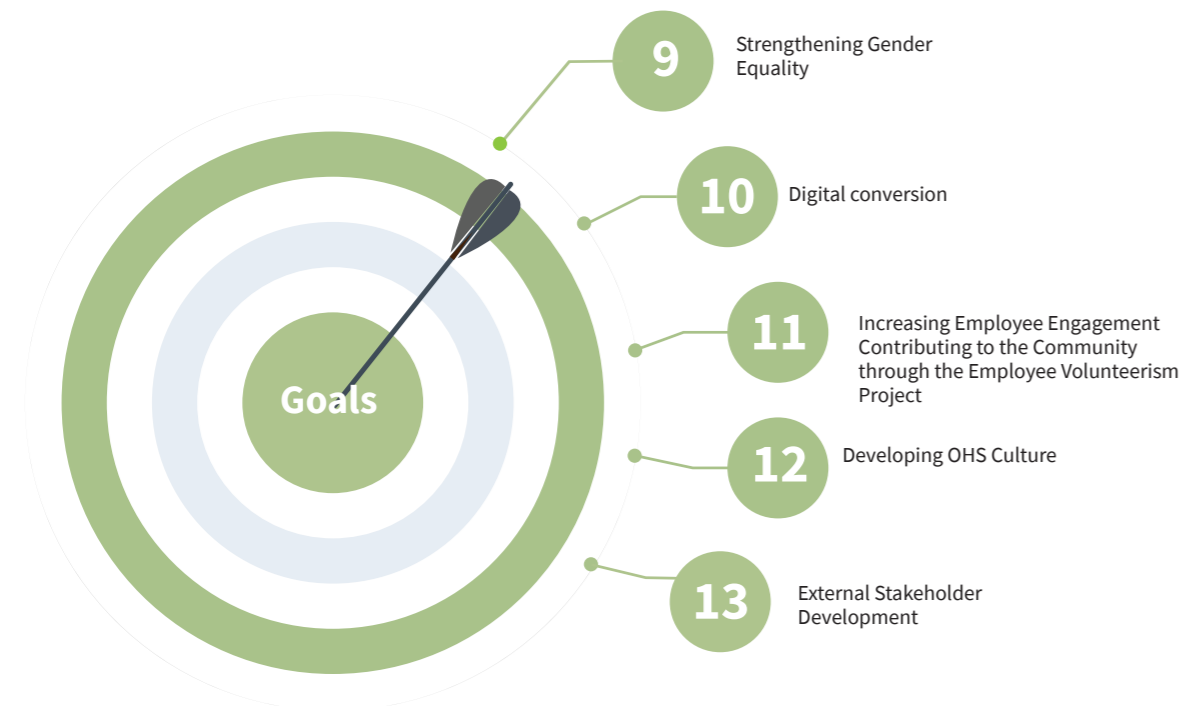 Goals
9
Strengthening Gender
Equality
10
Digital conversion
11
Increasing Employee Engagement
Contributing to the Community
through the Employee Volunteerism
Project
12
Developing OHS Culture
13
External Stakeholder
Development